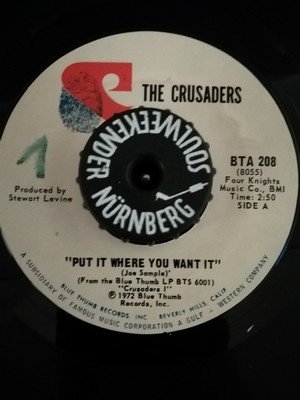 THE CRUSADERS
1
SOULWEEKENDER
NÜRNBERG
BTA 208
(8055)
Four Knights
Music Co., BMI
Time: 2:50
SIDE A
Produced by
Stewart Levine
"PUT IT WHERE YOU WANT IT"
(Joe Sample)
(From the Blue Thumb LP BTS 6001)
"Crusaders I"
℗ 1972 Blue Thumb
Records, Inc.
BLUE THUMB RECORDS, INC. BEVERLY HILLS, CALIF.
A SUBSIDIARY OF FAMOUS MUSIC CORPORATION A GULF + WESTERN COMPANY